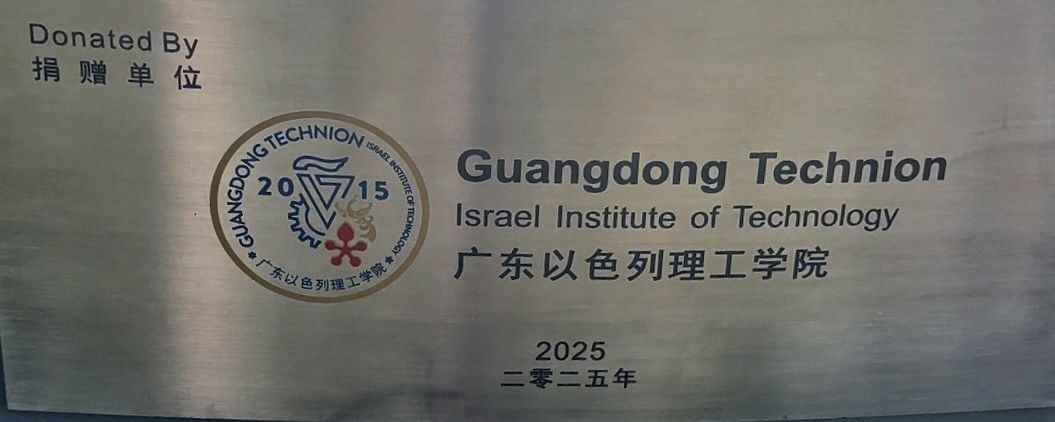 Donated By
捐赠单位
GUANGDONG TECHNION ISRAEL INSTITUTE OF TECHNOLOGY
2015
广东以色列理工学院
Guangdong Technion
Israel Institute of Technology
广东以色列理工学院
2025
二零二五年